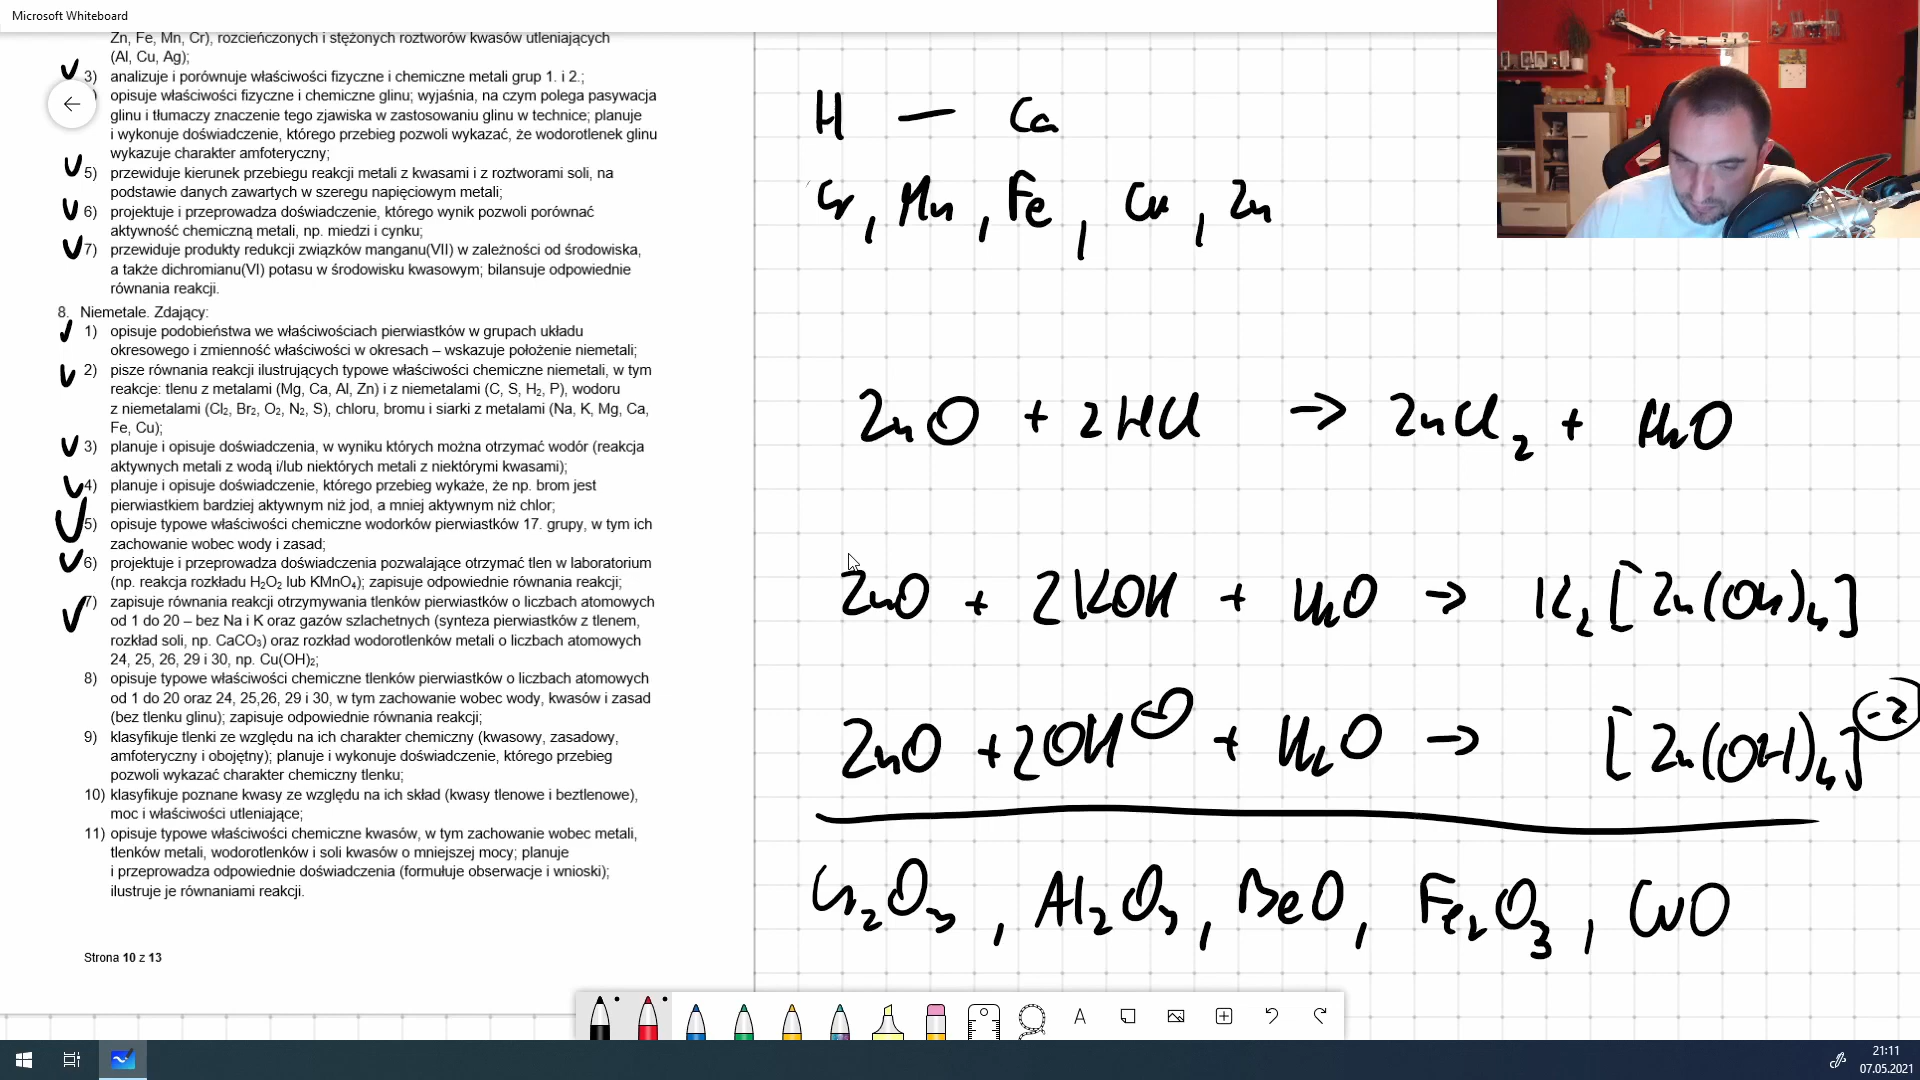 Microsoft Whiteboard
Zn, Fe, Mn, Cr), rozcieńczonych i stężonych roztworów kwasów utleniających
(Al, Cu, Ag);
3) analizuje i porównuje właściwości fizyczne i chemiczne metali grup 1. i 2.;
opisuje właściwości fizyczne i chemiczne glinu; wyjaśnia, na czym polega pasywacja
glinu i tłumaczy znaczenie tego zjawiska w zastosowaniu glinu w technice; planuje
i wykonuje doświadczenie, którego przebieg pozwoli wykazać, że wodorotlenek glinu
wykazuje charakter amfoteryczny;
5) przewiduje kierunek przebiegu reakcji metali z kwasami i z roztworami soli, na
podstawie danych zawartych w szeregu napięciowym metali;
6) projektuje i przeprowadza doświadczenie, którego wynik pozwoli porównać
aktywność chemiczną metali, np. miedzi i cynku;
7) przewiduje produkty redukcji związków manganu(VII) w zależności od środowiska,
a także dichromianu(VI) potasu w środowisku kwasowym; bilansuje odpowiednie
równania reakcji.
8. Niemetale. Zdający:
1) opisuje podobieństwa we właściwościach pierwiastków w grupach układu
okresowego i zmienność właściwości w okresach – wskazuje położenie niemetali;
2) pisze równania reakcji ilustrujących typowe właściwości chemiczne niemetali, w tym
reakcje: tlenu z metalami (Mg, Ca, Al, Zn) i z niemetalami (C, S, H₂, P), wodoru
z niemetalami (Cl₂, Br₂, O₂, N₂, S), chloru, bromu i siarki z metalami (Na, K, Mg, Ca,
Fe, Cu);
3) planuje i opisuje doświadczenia, w wyniku których można otrzymać wodór (reakcja
aktywnych metali z wodą i/lub niektórych metali z niektórymi kwasami);
4) planuje i opisuje doświadczenie, którego przebieg wykaże, że np. brom jest
pierwiastkiem bardziej aktywnym niż jod, a mniej aktywnym niż chlor;
5) opisuje typowe właściwości chemiczne wodorków pierwiastków 17. grupy, w tym ich
zachowanie wobec wody i zasad;
6) projektuje i przeprowadza doświadczenia pozwalające otrzymać tlen w laboratorium
(np. reakcja rozkładu H₂O₂ lub KMnO₄); zapisuje odpowiednie równania reakcji;
7) zapisuje równania reakcji otrzymywania tlenków pierwiastków o liczbach atomowych
od 1 do 20 – bez Na i K oraz gazów szlachetnych (synteza pierwiastków z tlenem,
rozkład soli, np. CaCO₃) oraz rozkład wodorotlenków metali o liczbach atomowych
24, 25, 26, 29 i 30, np. Cu(OH)₂;
8) opisuje typowe właściwości chemiczne tlenków pierwiastków o liczbach atomowych
od 1 do 20 oraz 24, 25,26, 29 i 30, w tym zachowanie wobec wody, kwasów i zasad
(bez tlenku glinu); zapisuje odpowiednie równania reakcji;
9) klasyfikuje tlenki ze względu na ich charakter chemiczny (kwasowy, zasadowy,
amfoteryczny i obojętny); planuje i wykonuje doświadczenie, którego przebieg
pozwoli wykazać charakter chemiczny tlenku;
10) klasyfikuje poznane kwasy ze względu na ich skład (kwasy tlenowe i beztlenowe),
moc i właściwości utleniające;
11) opisuje typowe właściwości chemiczne kwasów, w tym zachowanie wobec metali,
tlenków metali, wodorotlenków i soli kwasów o mniejszej mocy; planuje
i przeprowadza odpowiednie doświadczenia (formułuje obserwacje i wnioski);
ilustruje je równaniami reakcji.
Strona 10 z 13
H — Ca
Cr, Mn, Fe, Cu, Zn
ZnO + 2HCl → ZnCl₂ + H₂O
ZnO + 2KOH + H₂O → K₂[Zn(OH)₄]
ZnO + 2OH⁻ + H₂O → [Zn(OH)₄]⁻²
Cr₂O₃, Al₂O₃, BeO, Fe₂O₃, CuO
21:11
07.05.2021